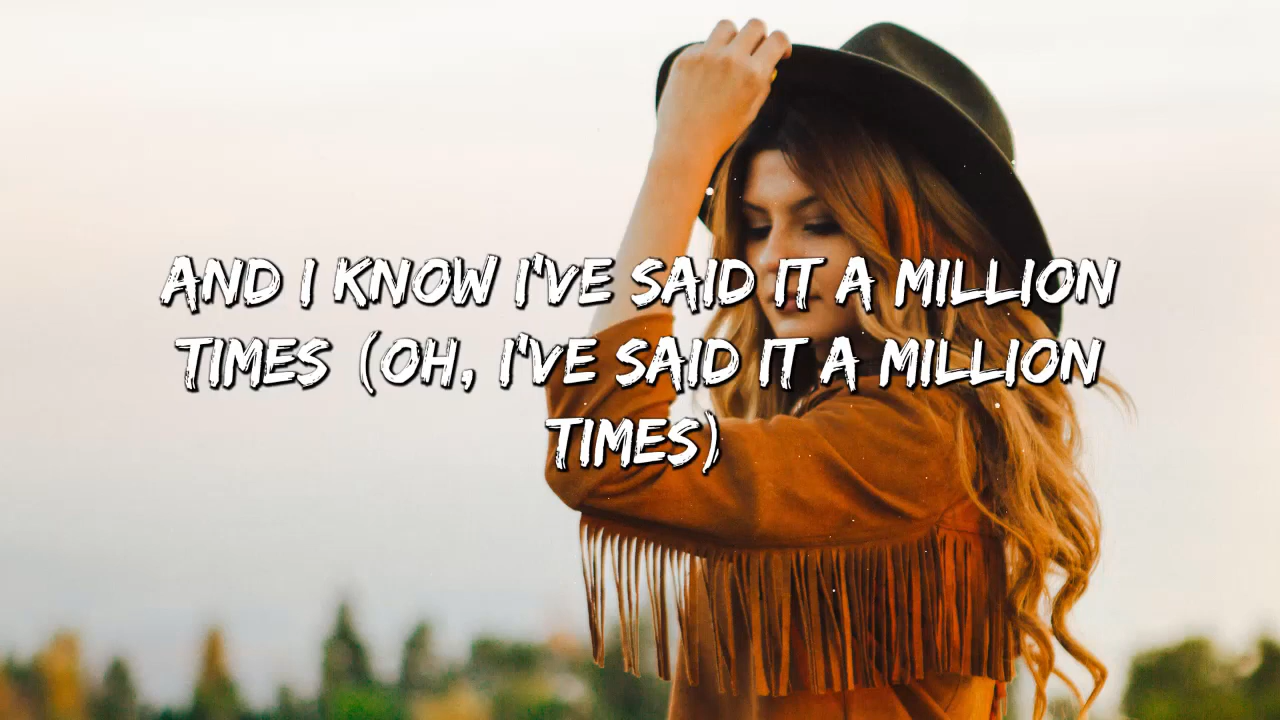 AND I KNOW I'VE SAID IT A MILLION
TIMES (OH, I'VE SAID IT A MILLION
TIMES)